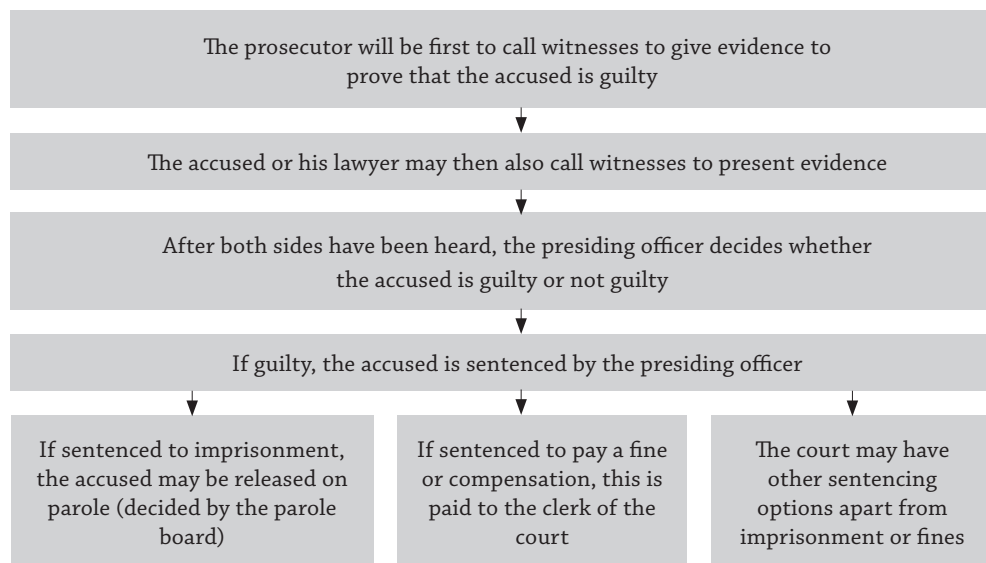 The prosecutor will be first to call witnesses to give evidence to
prove that the accused is guilty
The accused or his lawyer may then also call witnesses to present evidence
After both sides have been heard, the presiding officer decides whether
the accused is guilty or not guilty
If guilty, the accused is sentenced by the presiding officer
If sentenced to imprisonment,
the accused may be released on
parole (decided by the parole
board)
If sentenced to pay a fine
or compensation, this is
paid to the clerk of the
court
The court may have
other sentencing
options apart from
imprisonment or fines